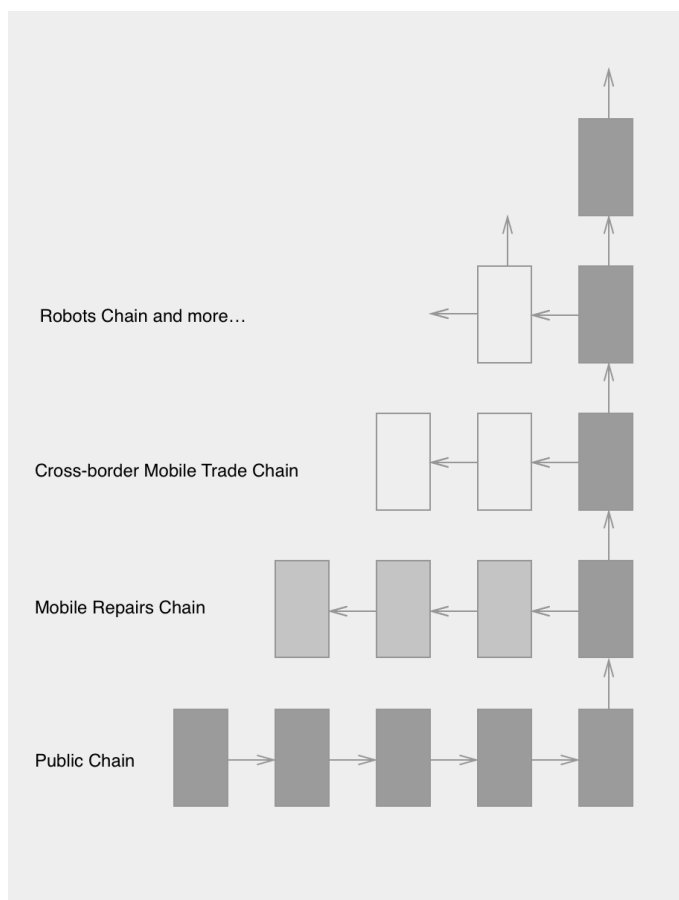 Robots Chain and more…
Cross-border Mobile Trade Chain
Mobile Repairs Chain
Public Chain